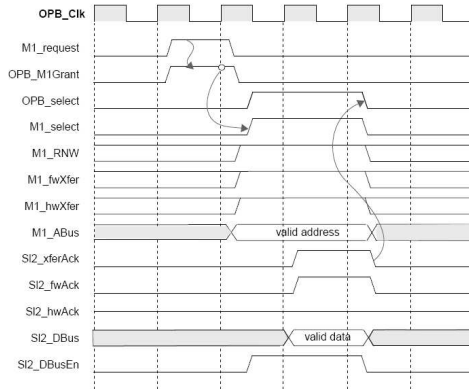 OPB_Clk
M1_request
OPB_M1Grant
OPB_select
M1_select
M1_RNW
M1_fwXfer
M1_hwXfer
M1_ABus valid address
Sl2_xferAck
Sl2_fwAck
Sl2_hwAck
Sl2_DBus valid data
Sl2_DBusEn